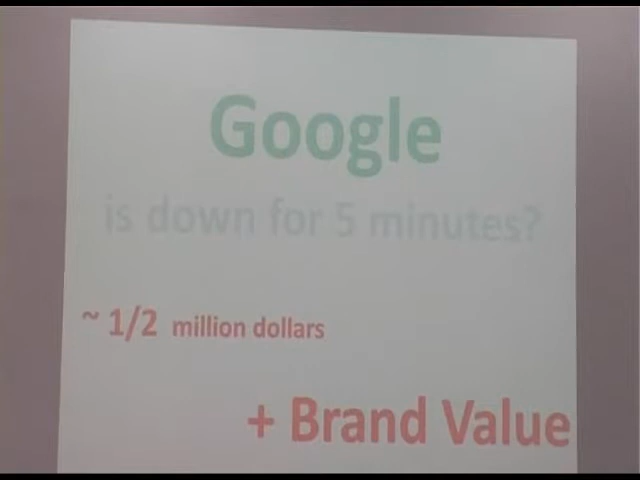 Google
is down for 5 minutes?
~ 1/2 million dollars
+ Brand Value